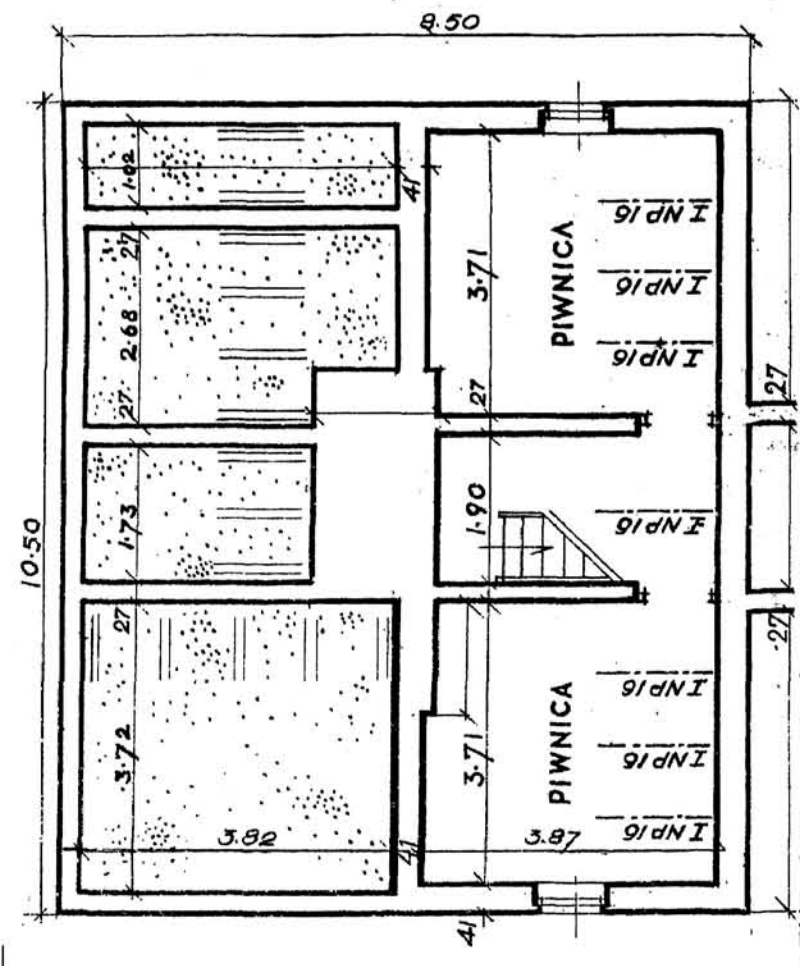 8.50
1.02
41
27
2.68
27
3.71
PIWNICA
I NP 16
I NP 16
I NP 16
27
27
10.50
1.73
1.90
I NP 16
27
27
3.72
3.71
PIWNICA
I NP 16
I NP 16
I NP 16
3.82
41
3.87
41